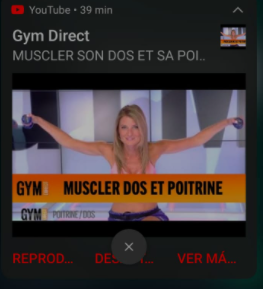 YouTube • 39 min
Gym Direct
MUSCLER SON DOS ET SA POI..
GYM
MUSCLER DOS ET POITRINE
GYM POITRINE / DOS
REPROD...
VER MÁ...